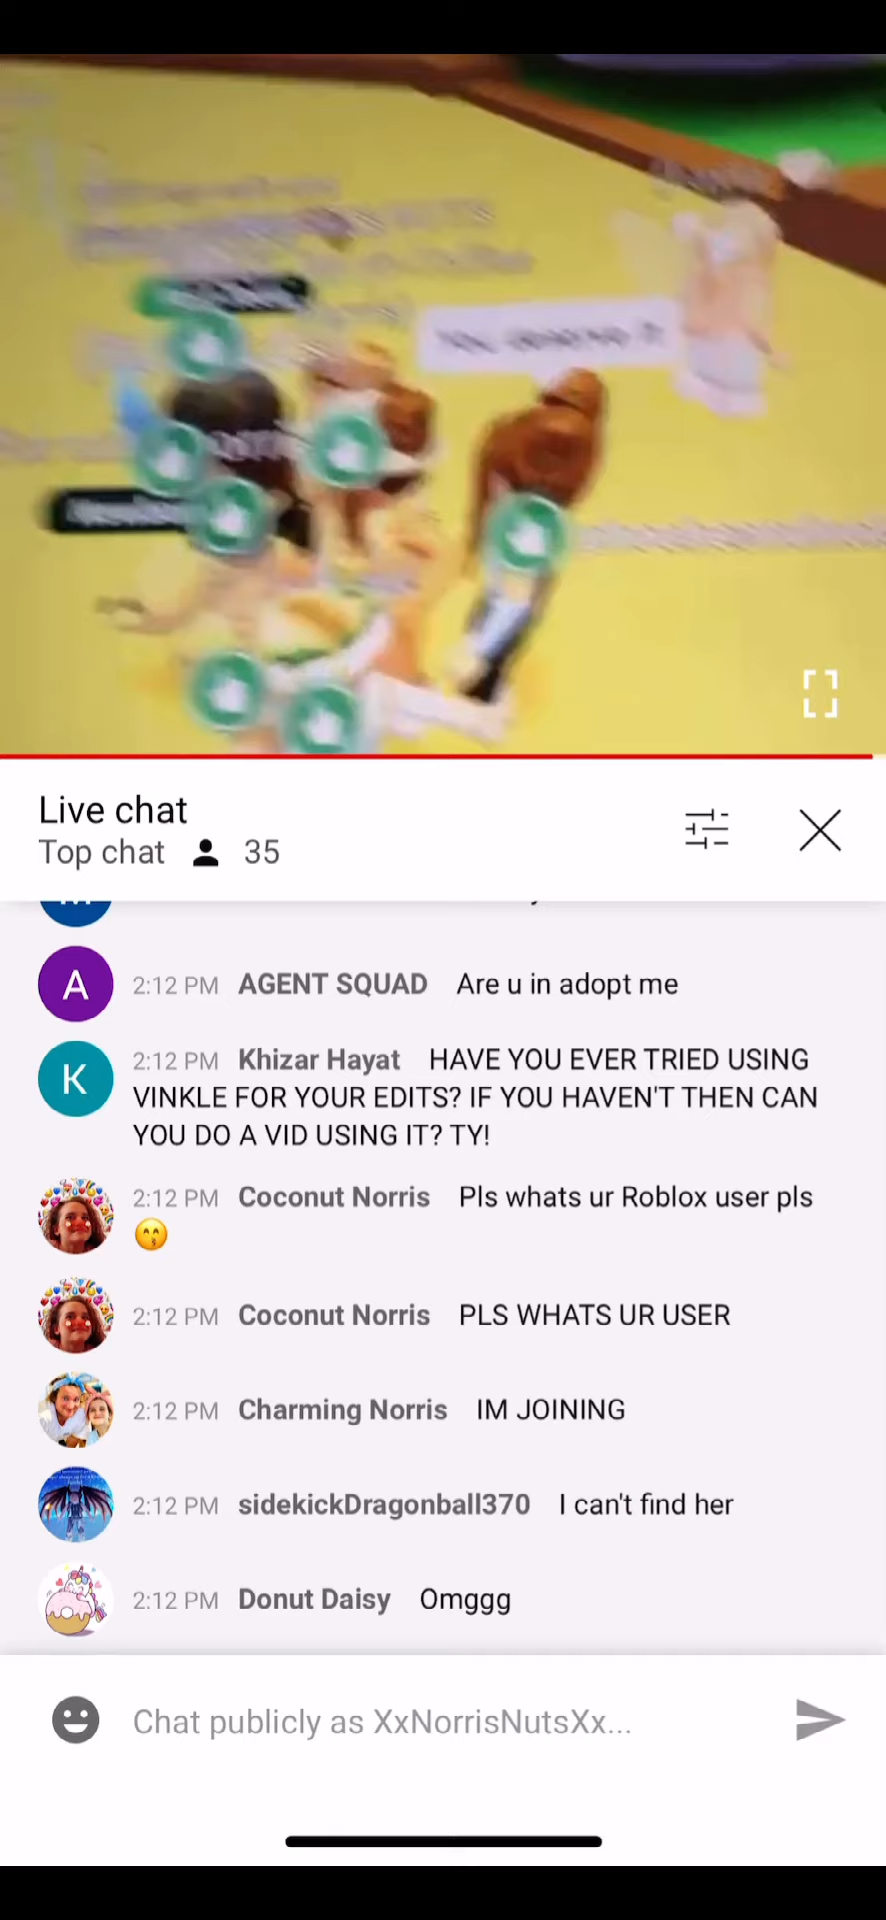 Live chat
Top chat 35
2:12 PM AGENT SQUAD Are u in adopt me
2:12 PM Khizar Hayat HAVE YOU EVER TRIED USING
VINKLE FOR YOUR EDITS? IF YOU HAVEN'T THEN CAN
YOU DO A VID USING IT? TY!
2:12 PM Coconut Norris Pls whats ur Roblox user pls
😙
2:12 PM Coconut Norris PLS WHATS UR USER
2:12 PM Charming Norris IM JOINING
2:12 PM sidekickDragonball370 I can't find her
2:12 PM Donut Daisy Omggg
Chat publicly as XxNorrisNutsXx...
A
K